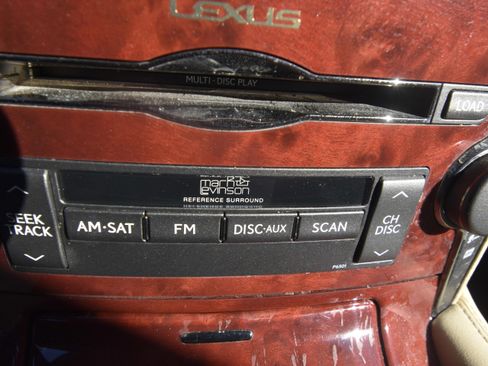 LEXUS
MULTI-DISC PLAY
LOAD
mark
levinson
REFERENCE SURROUND
SEEK
TRACK
AM•SAT
FM
DISC•AUX
SCAN
CH
DISC
P6901